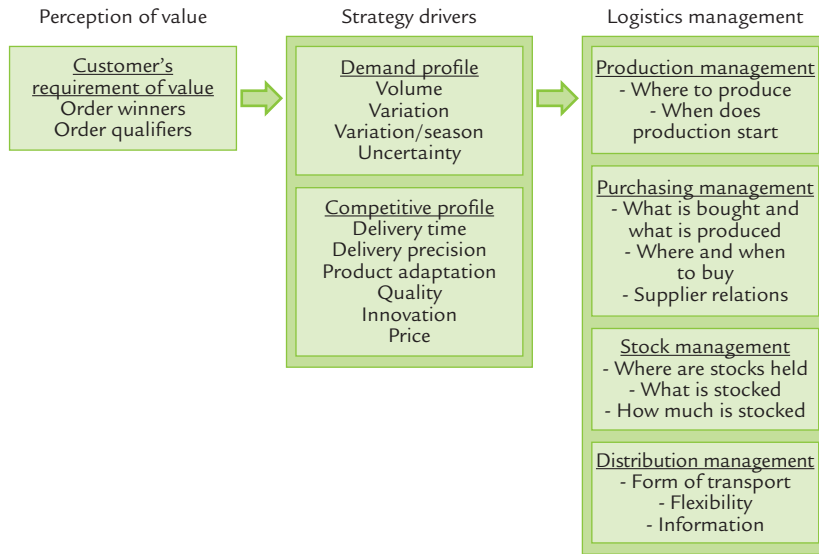 Perception of value
Strategy drivers
Logistics management
Customer's
requirement of value
Order winners
Order qualifiers
Demand profile
Volume
Variation
Variation/season
Uncertainty
Competitive profile
Delivery time
Delivery precision
Product adaptation
Quality
Innovation
Price
Production management
- Where to produce
- When does
production start
Purchasing management
- What is bought and
what is produced
- Where and when
to buy
- Supplier relations
Stock management
- Where are stocks held
- What is stocked
- How much is stocked
Distribution management
- Form of transport
- Flexibility
- Information